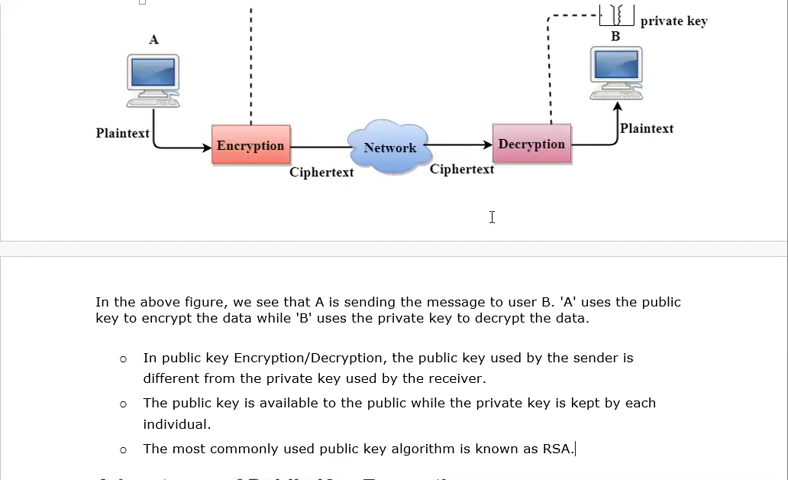 private key
A
B
Plaintext
Plaintext
Encryption
Network
Decryption
Ciphertext
Ciphertext
In the above figure, we see that A is sending the message to user B. 'A' uses the public
key to encrypt the data while 'B' uses the private key to decrypt the data.
o In public key Encryption/Decryption, the public key used by the sender is
different from the private key used by the receiver.
o The public key is available to the public while the private key is kept by each
individual.
o The most commonly used public key algorithm is known as RSA.